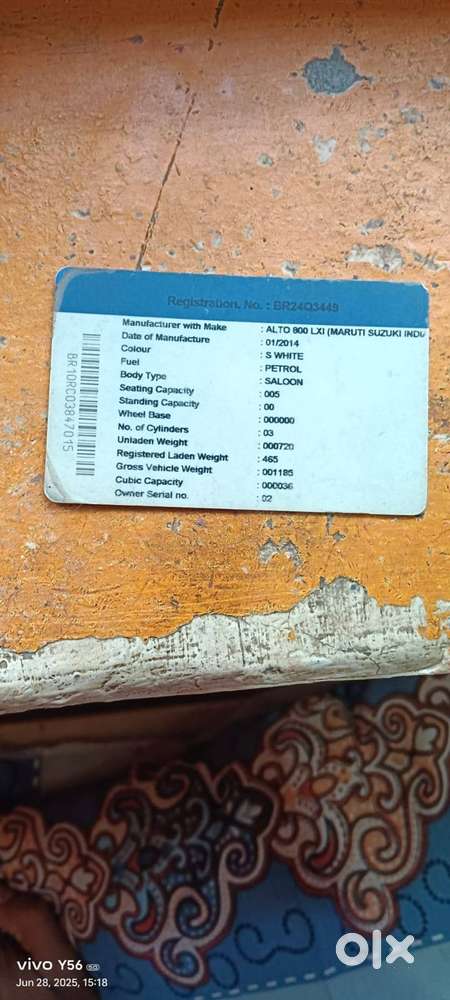 Registration. No. : BR24Q3449
Manufacturer with Make : ALTO 800 LXI (MARUTI SUZUKI INDIA
Date of Manufacture : 01/2014
Colour : S WHITE
Fuel : PETROL
Body Type : SALOON
Seating Capacity : 005
Standing Capacity : 00
Wheel Base : 000000
No. of Cylinders : 03
Unladen Weight : 000720
Registered Laden Weight : 465
Gross Vehicle Weight : 001185
Cubic Capacity : 000036
Owner Serial no. : 02
BR10RC03847015
vivo Y56 5G
Jun 28, 2025, 15:18
olx